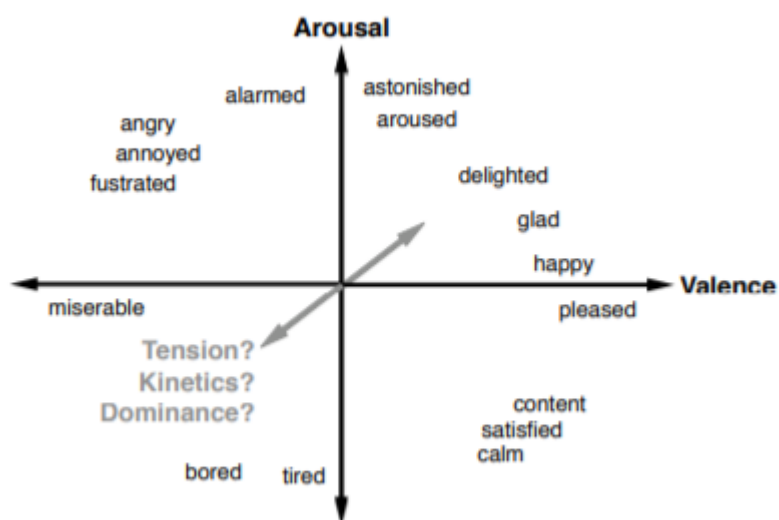 Arousal
alarmed
astonished
aroused
angry
annoyed
fustrated
delighted
glad
happy
Valence
miserable
pleased
Tension?
Kinetics?
Dominance?
content
satisfied
calm
bored
tired